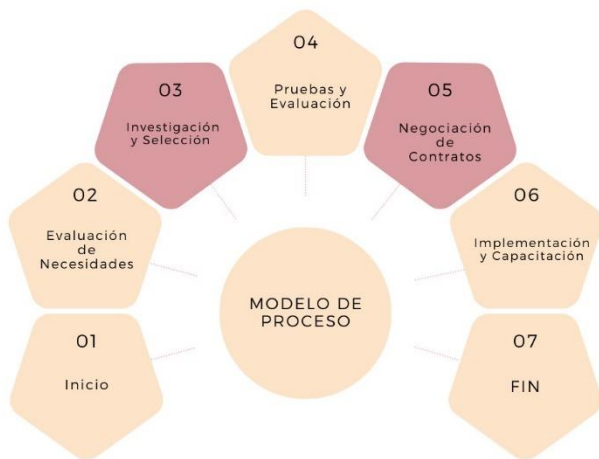 01
Inicio
02
Evaluación
de
Necesidades
03
Investigación
y Selección
04
Pruebas y
Evaluación
05
Negociación
de
Contratos
06
Implementación
y Capacitación
07
FIN
MODELO DE
PROCESO